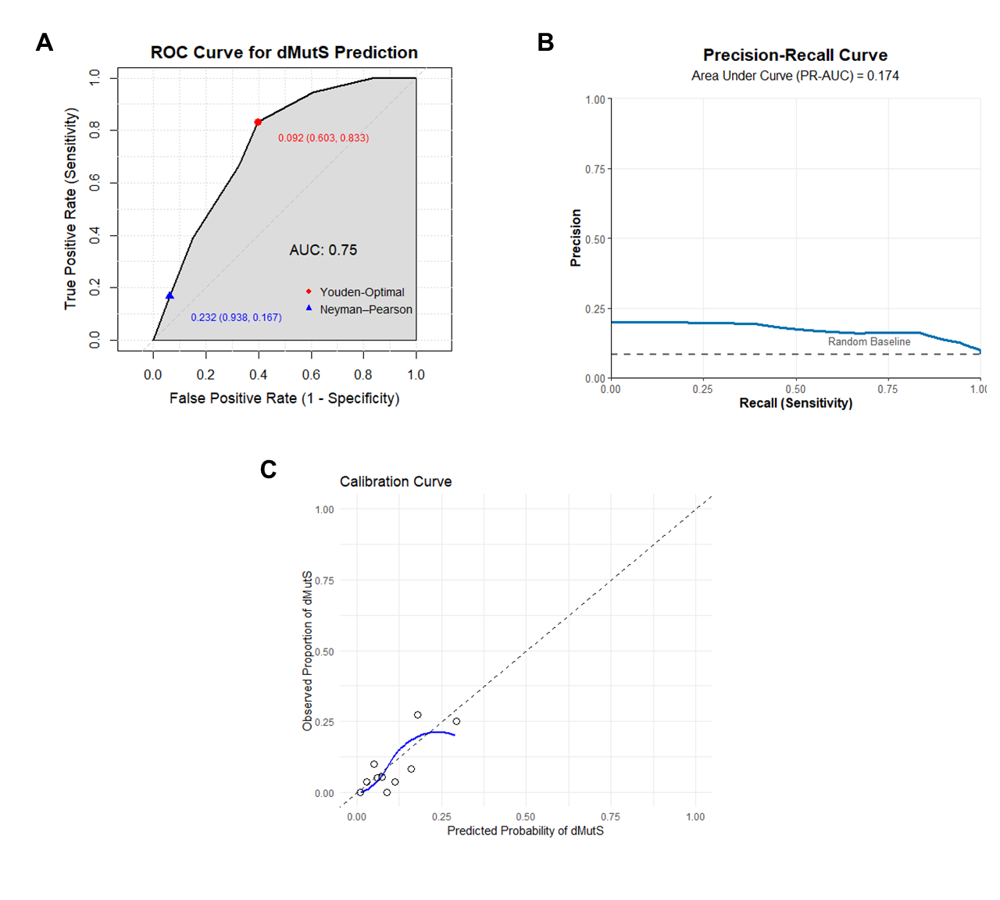 A
ROC Curve for dMutS Prediction
True Positive Rate (Sensitivity)
1.0
0.8
0.6
0.4
0.2
0.0
0.092 (0.603, 0.833)
AUC: 0.75
Youden-Optimal
Neyman–Pearson
0.232 (0.938, 0.167)
0.0 0.2 0.4 0.6 0.8 1.0
False Positive Rate (1 - Specificity)
B
Precision-Recall Curve
Area Under Curve (PR-AUC) = 0.174
Precision
1.00
0.75
0.50
0.25
0.00
Random Baseline
0.00 0.25 0.50 0.75 1.00
Recall (Sensitivity)
C
Calibration Curve
Observed Proportion of dMutS
1.00
0.75
0.50
0.25
0.00
0.00 0.25 0.50 0.75 1.00
Predicted Probability of dMutS